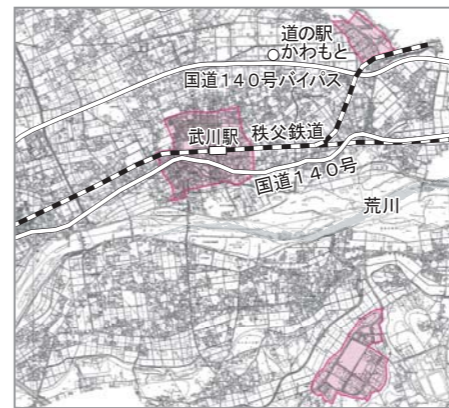 道の駅
かわもと
国道140号バイパス
武川駅
秩父鉄道
国道140号
荒川